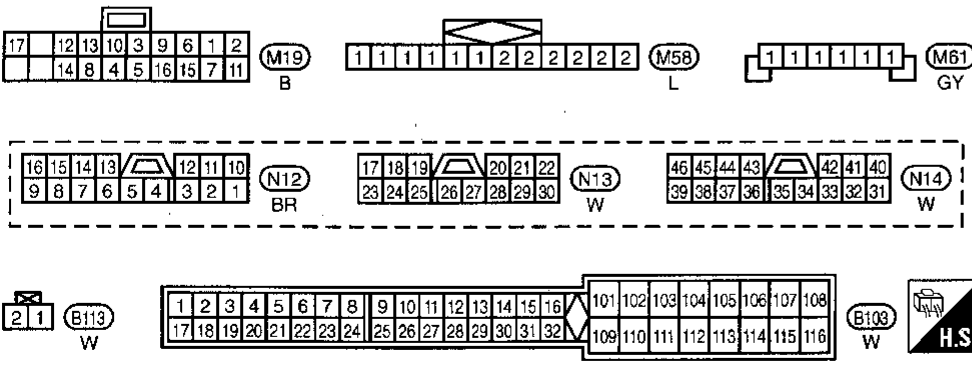 17 12 13 10 3 9 6 1 2
14 8 4 5 16 15 7 11
M19
B
1 1 1 1 1 1 2 2 2 2 2 2
M58
L
1 1 1 1 1 1
M61
GY
16 15 14 13 12 11 10
9 8 7 6 5 4 3 2 1
N12
BR
17 18 19 20 21 22
23 24 25 26 27 28 29 30
N13
W
46 45 44 43 42 41 40
39 38 37 36 35 34 33 32 31
N14
W
2 1
B113
W
1 2 3 4 5 6 7 8 9 10 11 12 13 14 15 16
17 18 19 20 21 22 23 24 25 26 27 28 29 30 31 32
101 102 103 104 105 106 107 108
109 110 111 112 113 114 115 116
B103
W
H.S